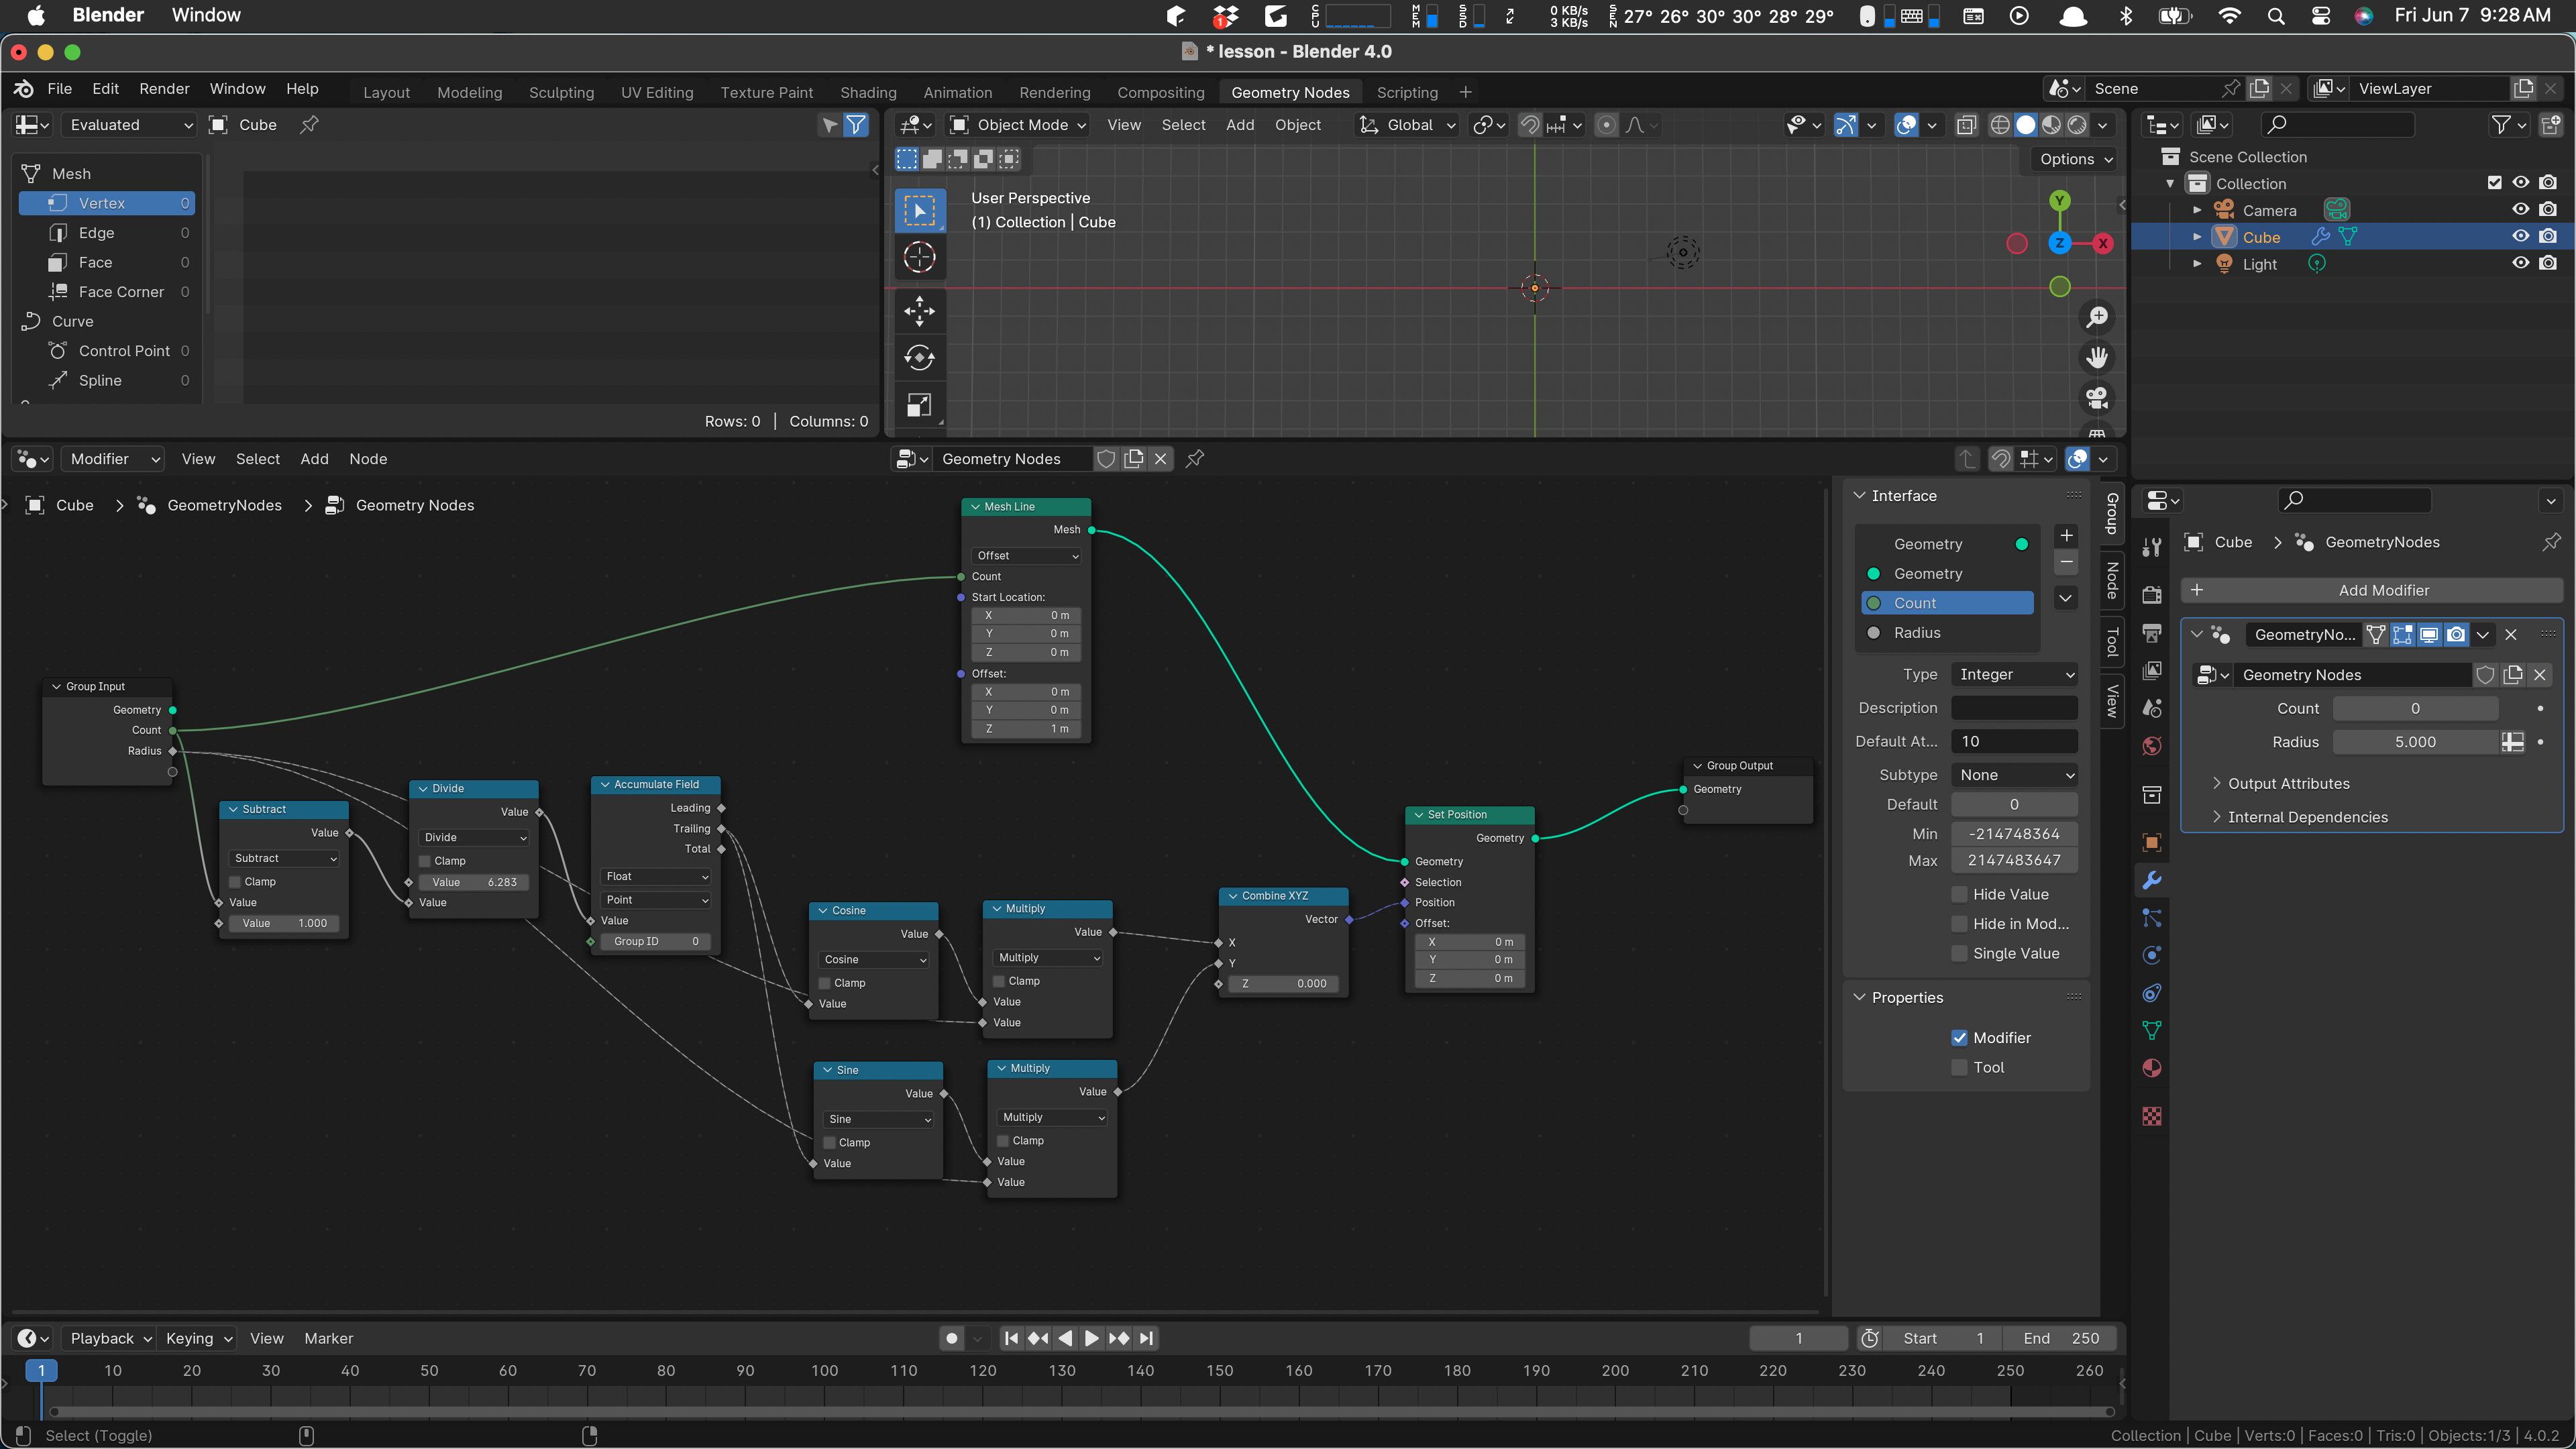 Blender Window
1
CPU
MEM
SSD
0 KB/s
3 KB/s
SEN
27° 26° 30° 30° 28° 29°
Fri Jun 7 9:28 AM
* lesson - Blender 4.0
File Edit Render Window Help
Layout Modeling Sculpting UV Editing Texture Paint Shading Animation Rendering Compositing Geometry Nodes Scripting +
Scene
ViewLayer
Evaluated
Cube
Mesh
Vertex 0
Edge 0
Face 0
Face Corner 0
Curve
Control Point 0
Spline 0
Rows: 0 | Columns: 0
Object Mode View Select Add Object Global
Options
User Perspective
(1) Collection | Cube
Y
Z
X
Scene Collection
Collection
Camera
Cube
Light
Modifier View Select Add Node
Geometry Nodes
Cube > GeometryNodes > Geometry Nodes
Mesh Line
Mesh
Offset
Count
Start Location:
X 0 m
Y 0 m
Z 0 m
Offset:
X 0 m
Y 0 m
Z 1 m
Group Input
Geometry
Count
Radius
Subtract
Value
Subtract
Clamp
Value
Value 1.000
Divide
Value
Divide
Clamp
Value 6.283
Value
Accumulate Field
Leading
Trailing
Total
Float
Point
Value
Group ID 0
Cosine
Value
Cosine
Clamp
Value
Multiply
Value
Multiply
Clamp
Value
Value
Sine
Value
Sine
Clamp
Value
Multiply
Value
Multiply
Clamp
Value
Value
Combine XYZ
Vector
X
Y
Z 0.000
Set Position
Geometry
Geometry
Selection
Position
Offset:
X 0 m
Y 0 m
Z 0 m
Group Output
Geometry
Interface
Geometry
Geometry
Count
Radius
Type Integer
Description
Default At... 10
Subtype None
Default 0
Min -214748364
Max 2147483647
Hide Value
Hide in Mod...
Single Value
Properties
Modifier
Tool
Group
Node
Tool
View
Cube > GeometryNodes
+ Add Modifier
GeometryNo...
Geometry Nodes
Count 0
Radius 5.000
Output Attributes
Internal Dependencies
Playback Keying View Marker
1
Start 1
End 250
1 10 20 30 40 50 60 70 80 90 100 110 120 130 140 150 160 170 180 190 200 210 220 230 240 250 260
Select (Toggle)
Collection | Cube | Verts:0 | Faces:0 | Tris:0 | Objects:1/3 | 4.0.2